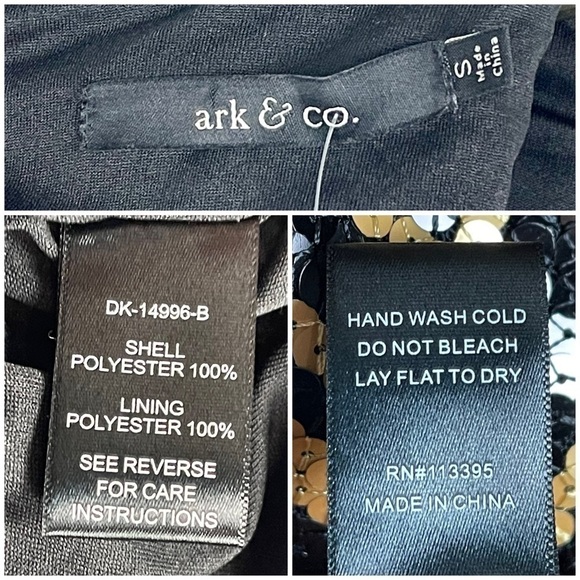 ark & co.
S
Made
in
China
DK-14996-B
SHELL
POLYESTER 100%
LINING
POLYESTER 100%
SEE REVERSE
FOR CARE
INSTRUCTIONS
HAND WASH COLD
DO NOT BLEACH
LAY FLAT TO DRY
RN#113395
MADE IN CHINA